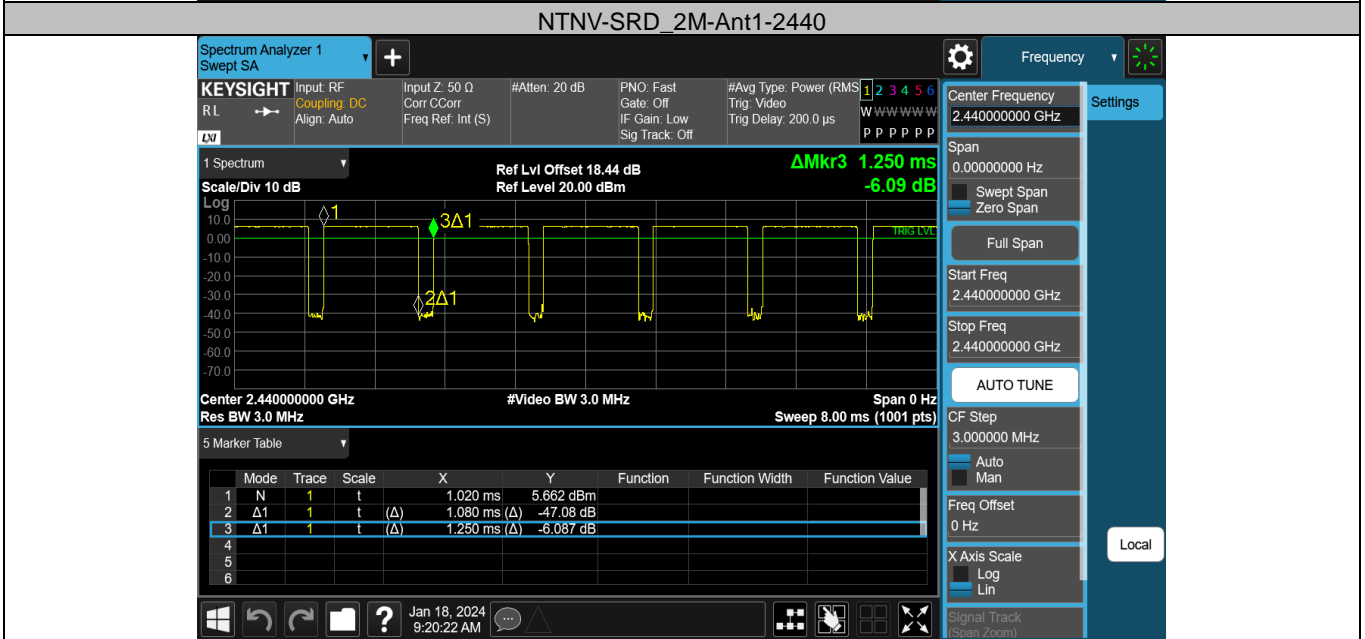 NTNV-SRD_2M-Ant1-2440
Spectrum Analyzer 1
Swept SA
Frequency
KEYSIGHT
RL
LXI
Input: RF
Coupling: DC
Align: Auto
Input Z: 50 Ω
Corr CCorr
Freq Ref: Int (S)
#Atten: 20 dB
PNO: Fast
Gate: Off
IF Gain: Low
Sig Track: Off
#Avg Type: Power (RMS
Trig: Video
Trig Delay: 200.0 µs
1 2 3 4 5 6
W W W W W W
P P P P P P
1 Spectrum
Scale/Div 10 dB
Ref Lvl Offset 18.44 dB
Ref Level 20.00 dBm
ΔMkr3 1.250 ms
-6.09 dB
Log
10.0
0.00
-10.0
-20.0
-30.0
-40.0
-50.0
-60.0
-70.0
1
3Δ1
2Δ1
TRIG LVL
Center 2.440000000 GHz
#Video BW 3.0 MHz
Span 0 Hz
Res BW 3.0 MHz
Sweep 8.00 ms (1001 pts)
5 Marker Table
Mode Trace Scale X Y Function Function Width Function Value
1 N 1 t 1.020 ms 5.662 dBm
2 Δ1 1 t (Δ) 1.080 ms (Δ) -47.08 dB
3 Δ1 1 t (Δ) 1.250 ms (Δ) -6.087 dB
4
5
6
Jan 18, 2024
9:20:22 AM
?
Center Frequency
2.440000000 GHz
Settings
Span
0.00000000 Hz
Swept Span
Zero Span
Full Span
Start Freq
2.440000000 GHz
Stop Freq
2.440000000 GHz
AUTO TUNE
CF Step
3.000000 MHz
Auto
Man
Freq Offset
0 Hz
Local
X Axis Scale
Log
Lin
Signal Track
(Span Zoom)